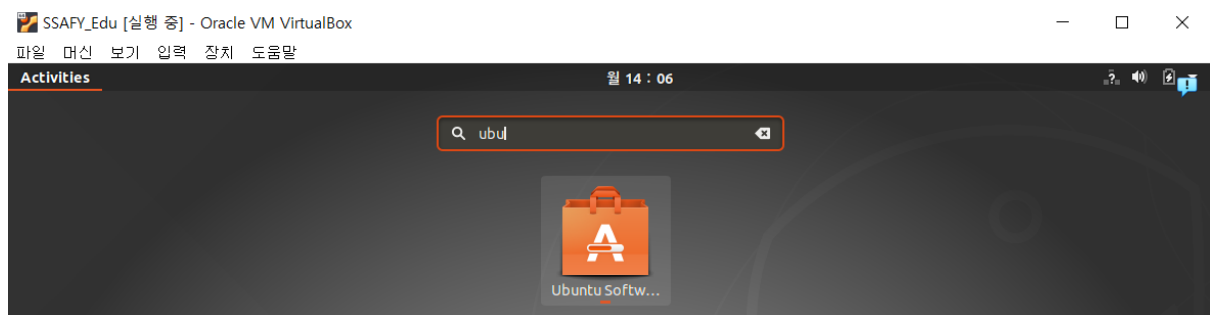 SSAFY_Edu [실행 중] - Oracle VM VirtualBox
파일 머신 보기 입력 장치 도움말
Activities 월 14 : 06 ?
ubul
Ubuntu Softw...